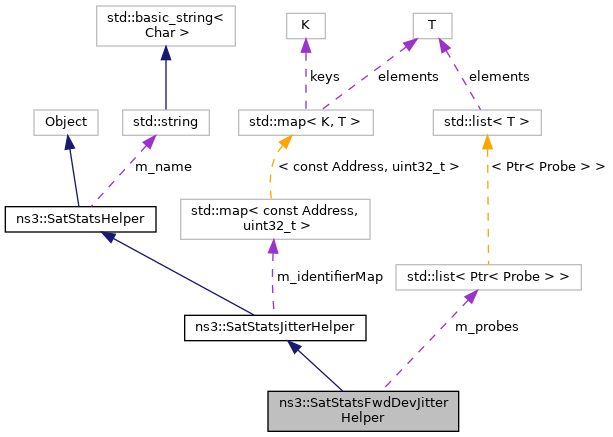 std::basic_string<
Char >
K
T
keys
elements
elements
Object
std::string
std::map< K, T >
std::list< T >
m_name
< const Address, uint32_t >
< Ptr< Probe > >
ns3::SatStatsHelper
std::map< const Address,
uint32_t >
m_identifierMap
std::list< Ptr< Probe > >
ns3::SatStatsJitterHelper
m_probes
ns3::SatStatsFwdDevJitter
Helper